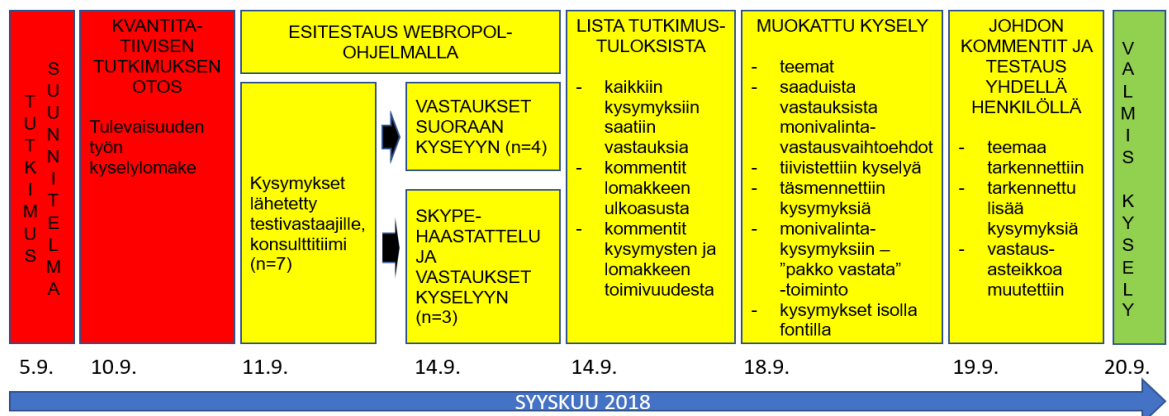 TUTKIMUS
SUUNNITELMA
KVANTITA-
TIIVISEN
TUTKIMUKSEN
OTOS
Tulevaisuuden
työn
kyselylomake
ESITESTAUS WEBROPOL-
OHJELMALLA
Kysymykset
lähetetty
testivastaajille,
konsulttitiimi
(n=7)
VASTAUKSET
SUORAAN
KYSEYYN (n=4)
SKYPE-
HAASTATTELU
JA
VASTAUKSET
KYSELYYN
(n=3)
LISTA TUTKIMUS-
TULOKSISTA
- kaikkiin
kysymyksiin
saatiin
vastauksia
- kommentit
lomakkeen
ulkoasusta
- kommentit
kysymysten ja
lomakkeen
toimivuudesta
MUOKATTU KYSELY
- teemat
- saaduista
vastauksista
monivalinta-
vastausvaihtoehdot
- tiivistettiin kyselyä
- täsmennettiin
kysymyksiä
- monivalinta-
kysymyksiin –
”pakko vastata”
-toiminto
- kysymykset isolla
fontilla
JOHDON
KOMMENTIT JA
TESTAUS
YHDELLÄ
HENKILÖLLÄ
- teemaa
tarkennettiin
- tarkennettu
lisää
kysymyksiä
- vastaus-
asteikkoa
muutettiin
VALMIS KYSELY
5.9. 10.9. 11.9. 14.9. 14.9. 18.9. 19.9. 20.9.
SYYSKUU 2018